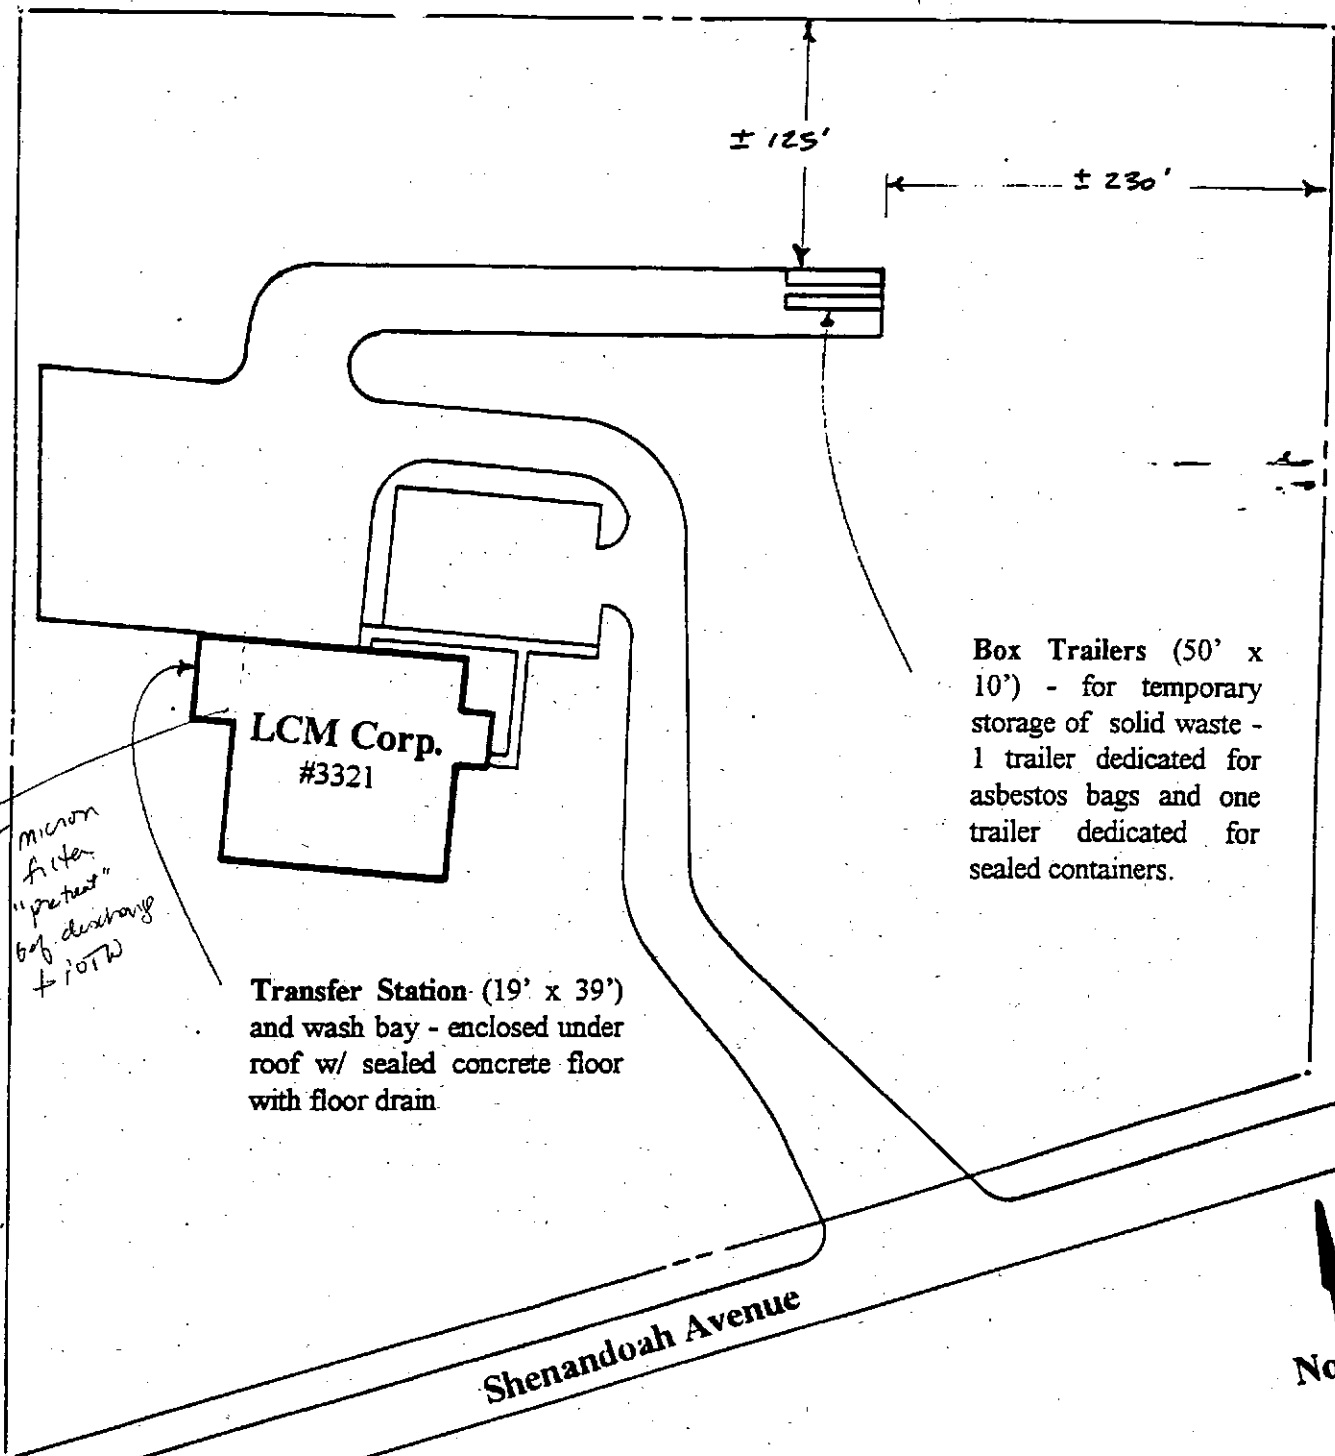 ± 125'
± 230'
Box Trailers (50' x
10') - for temporary
storage of solid waste -
1 trailer dedicated for
asbestos bags and one
trailer dedicated for
sealed containers.
LCM Corp.
#3321
micron
filter
"pretreat"
bef. discharge
to POTW
Transfer Station (19' x 39')
and wash bay - enclosed under
roof w/ sealed concrete floor
with floor drain
Shenandoah Avenue
No